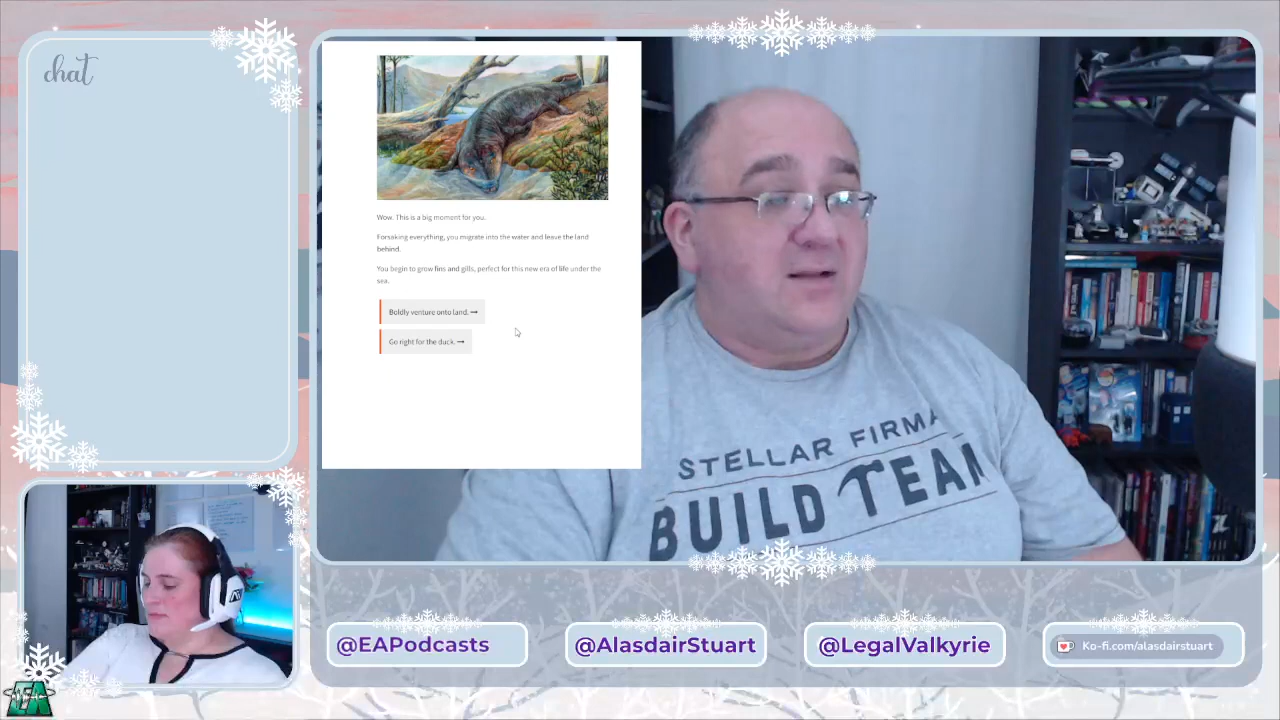 chat
Wow. This is a big moment for you.
Forsaking everything, you migrate into the water and leave the land
behind.
You begin to grow fins and gills, perfect for this new era of life under the
sea.
Boldly venture onto land. →
Go right for the duck. →
STELLAR FIRMA
BUILD TEAM
@EAPodcasts
@AlasdairStuart
@LegalValkyrie
Ko-fi.com/alasdairstuart
EA